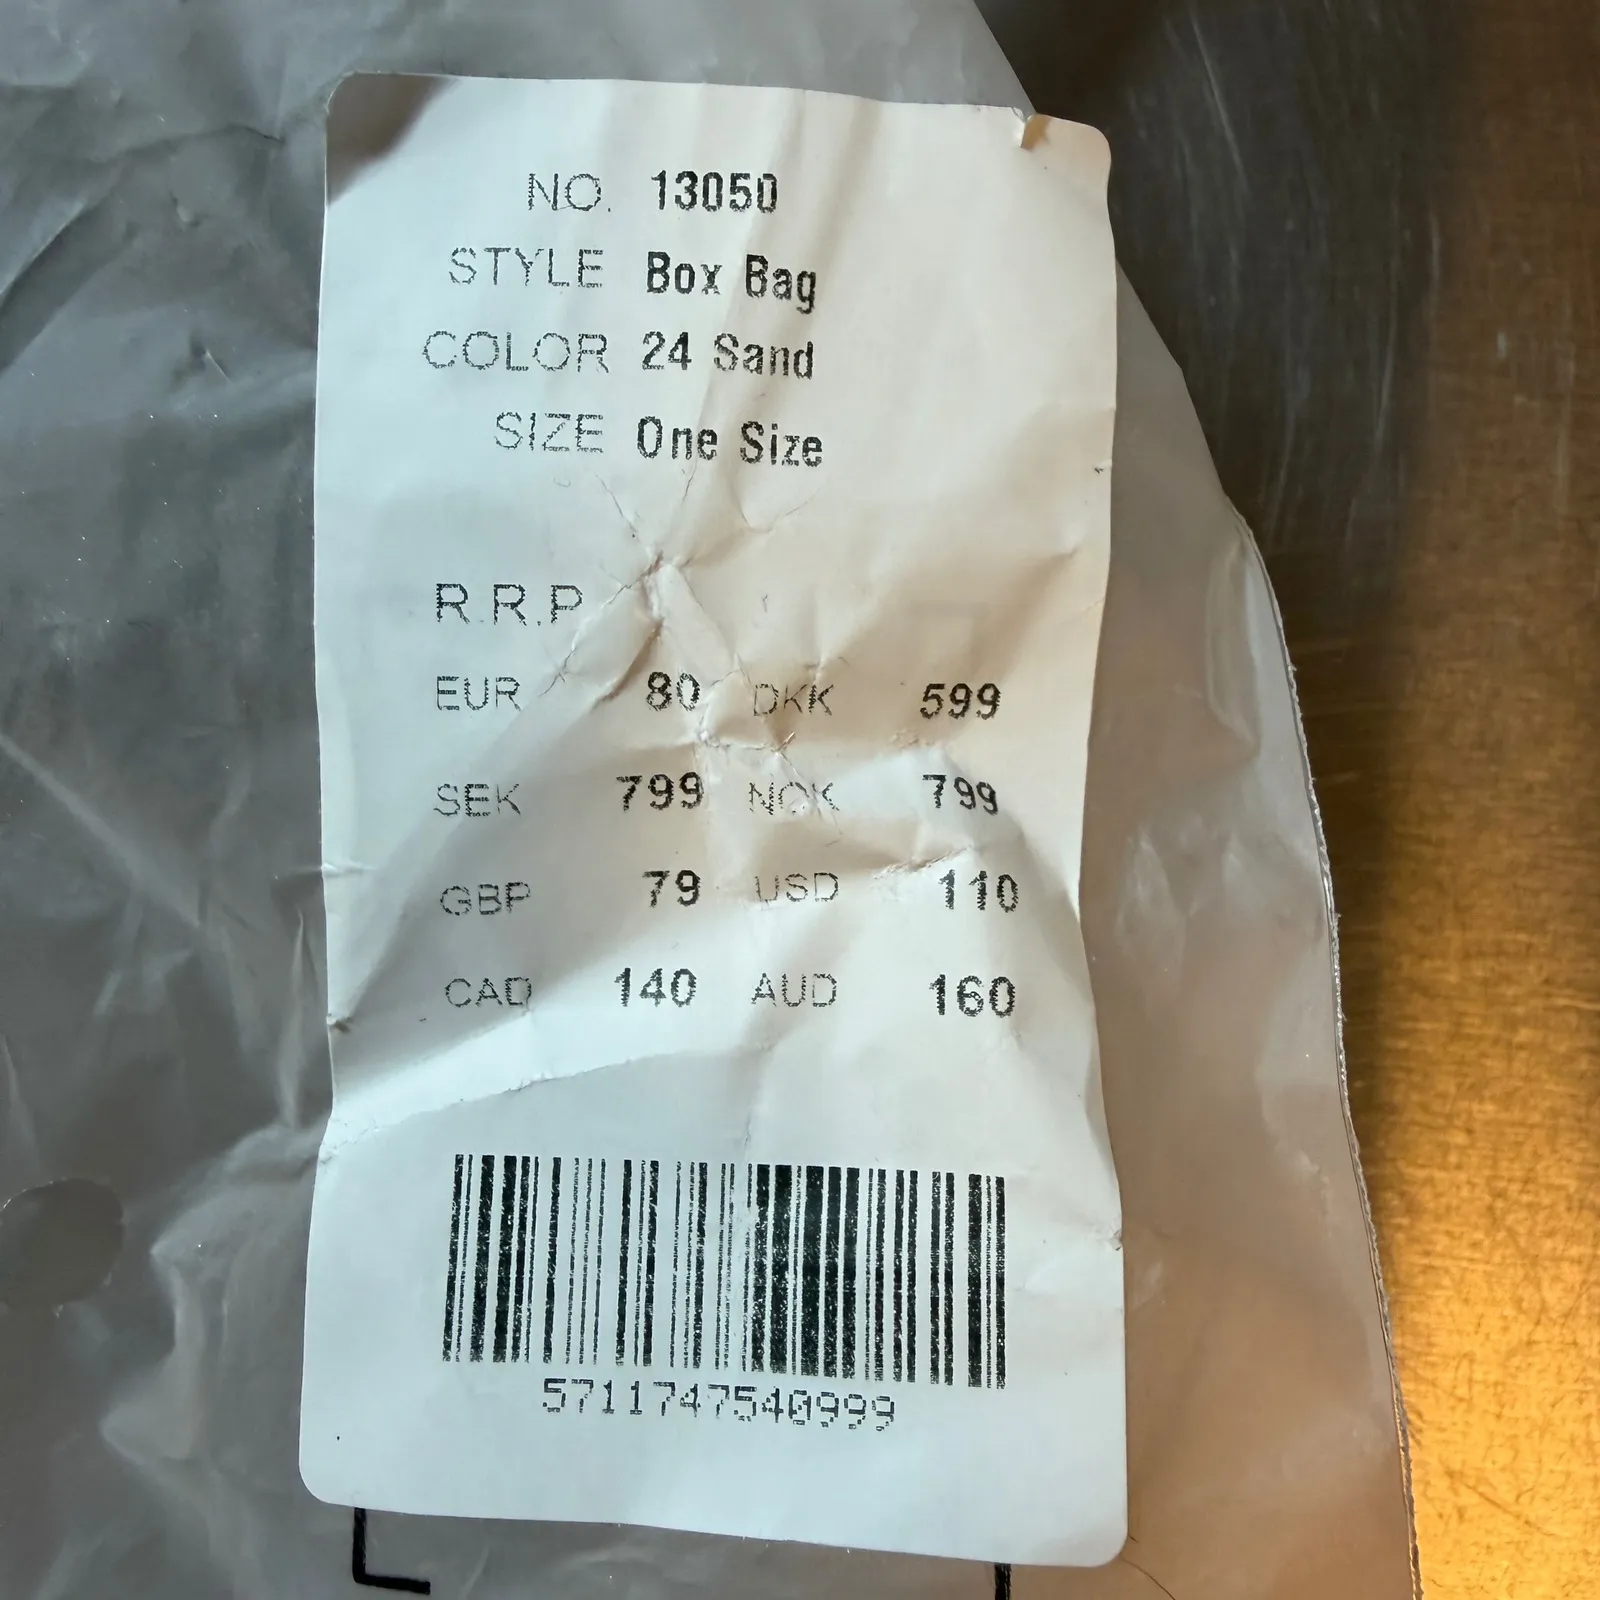 NO. 13050
STYLE Box Bag
COLOR 24 Sand
SIZE One Size
R.R.P
EUR 80 DKK 599
SEK 799 NOK 799
GBP 79 USD 110
CAD 140 AUD 160
5711747540999